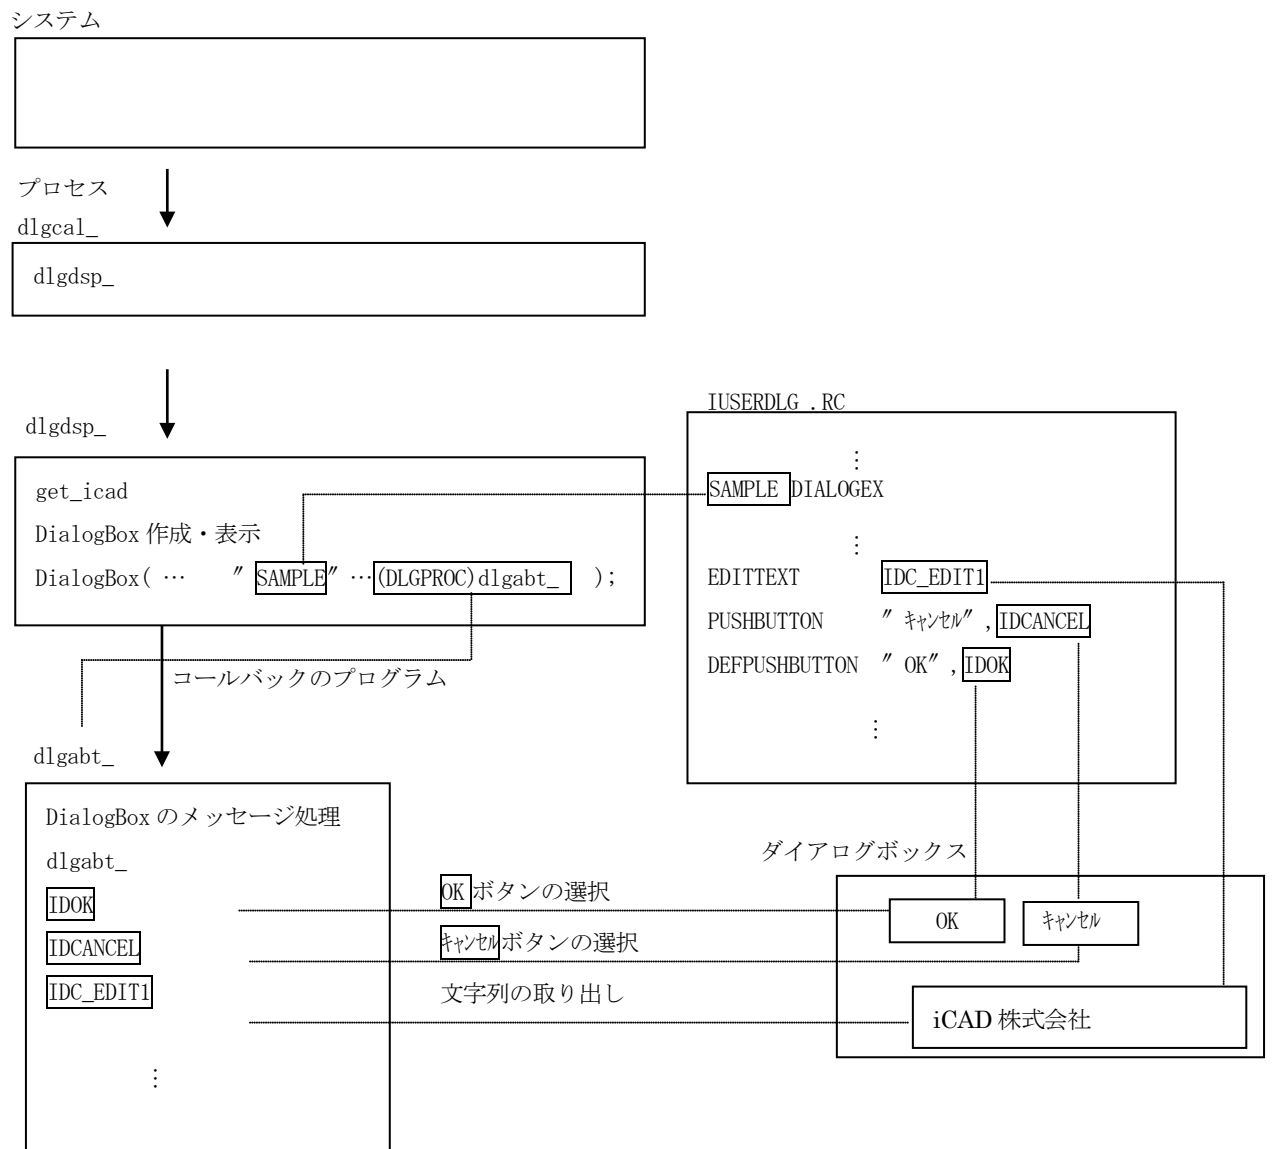 システム
プロセス
dlgcal_
dlgdsp_
dlgdsp_
get_icad
DialogBox 作成・表示
DialogBox( … ″SAMPLE″ …(DLGPROC)dlgabt_ );
コールバックのプログラム
IUSERDLG .RC
⋮
SAMPLE DIALOGEX
⋮
EDITTEXT IDC_EDIT1
PUSHBUTTON ″ｷｬﾝｾﾙ″,IDCANCEL
DEFPUSHBUTTON ″OK″,IDOK
⋮
dlgabt_
DialogBox のメッセージ処理
dlgabt_
IDOK
IDCANCEL
IDC_EDIT1
⋮
OK ボタンの選択
ｷｬﾝｾﾙボタンの選択
文字列の取り出し
ダイアログボックス
OK ｷｬﾝｾﾙ
iCAD 株式会社